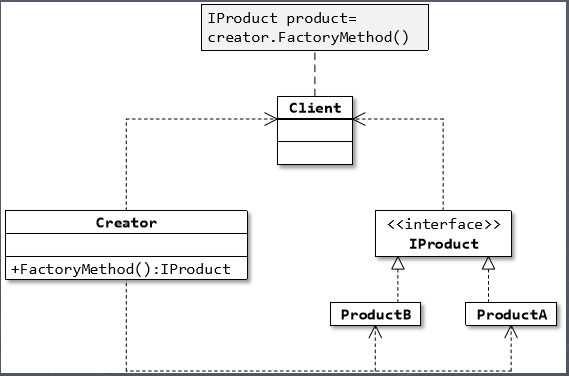 IProduct product=
creator.FactoryMethod()
Client
Creator
+FactoryMethod():IProduct
<<interface>>
IProduct
ProductB
ProductA